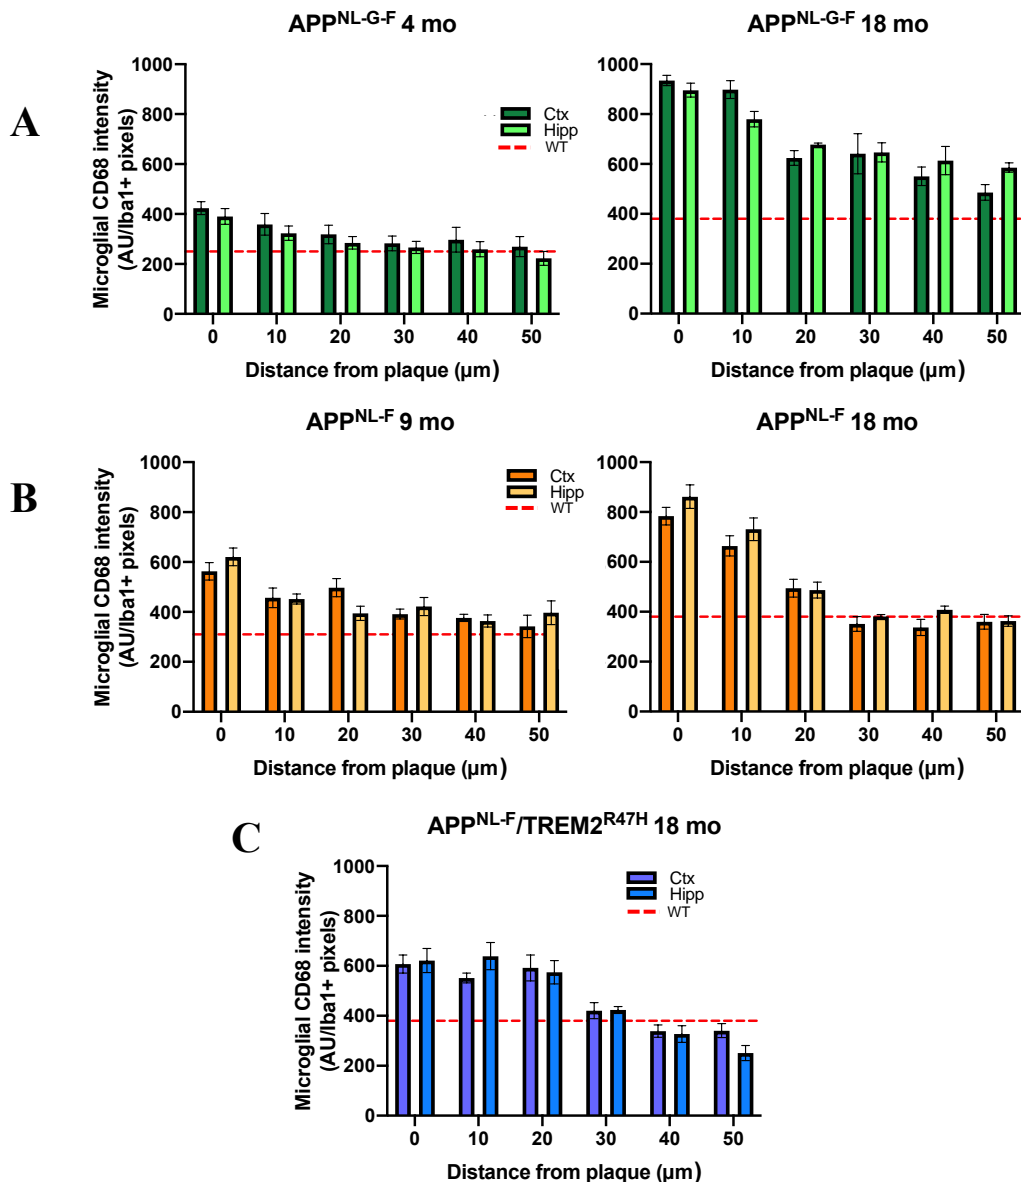 APP^NL-G-F 4 mo
APP^NL-G-F 18 mo
A
Microglial CD68 intensity
(AU/Iba1+ pixels)
1000
800
600
400
200
0
Ctx
Hipp
WT
0 10 20 30 40 50
Distance from plaque (µm)
1000
800
600
400
200
0
0 10 20 30 40 50
Distance from plaque (µm)
APP^NL-F 9 mo
APP^NL-F 18 mo
B
Microglial CD68 intensity
(AU/Iba1+ pixels)
1000
800
600
400
200
0
Ctx
Hipp
WT
0 10 20 30 40 50
Distance from plaque (µm)
1000
800
600
400
200
0
0 10 20 30 40 50
Distance from plaque (µm)
C
APP^NL-F/TREM2^R47H 18 mo
Microglial CD68 intensity
(AU/Iba1+ pixels)
1000
800
600
400
200
0
Ctx
Hipp
WT
0 10 20 30 40 50
Distance from plaque (µm)